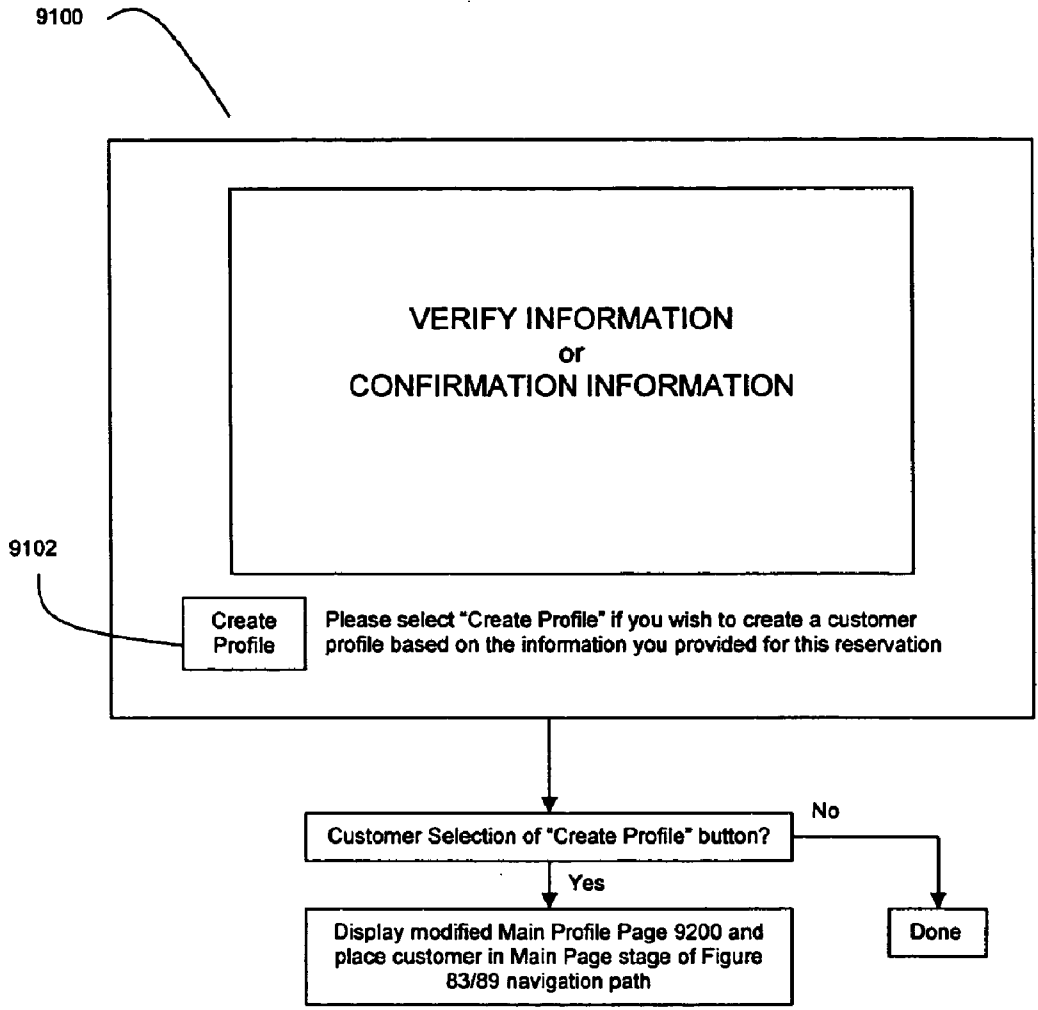 9100
VERIFY INFORMATION
or
CONFIRMATION INFORMATION
9102
Create
Profile
Please select "Create Profile" if you wish to create a customer
profile based on the information you provided for this reservation
Customer Selection of "Create Profile" button?
No
Yes
Display modified Main Profile Page 9200 and
place customer in Main Page stage of Figure
83/89 navigation path
Done